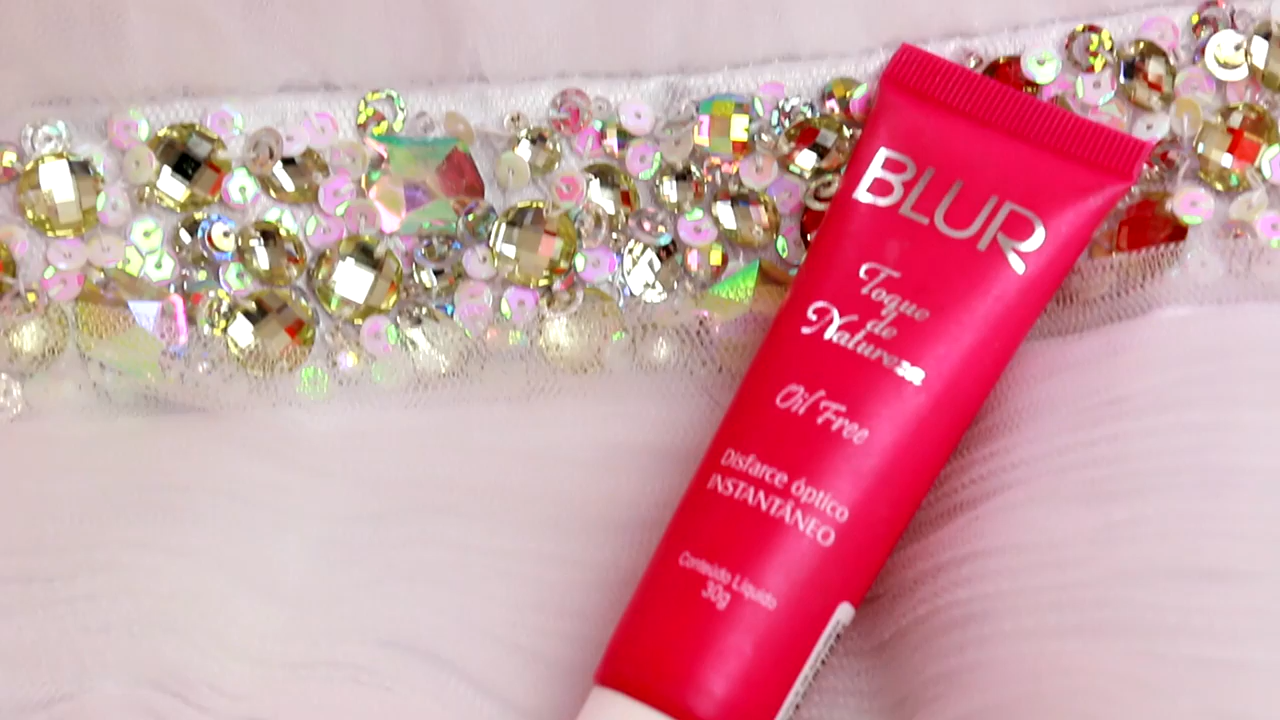 BLUR
Toque
de
Natureza
Oil Free
Disfarce óptico
INSTANTÂNEO
Conteúdo Líquido
30g